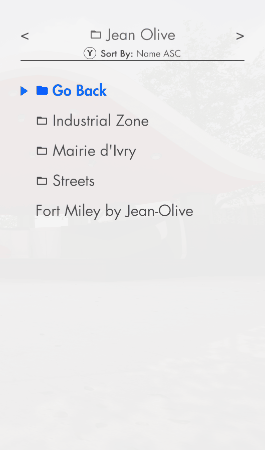 < Jean Olive >
Y Sort By: Name ASC
Go Back
Industrial Zone
Mairie d'Ivry
Streets
Fort Miley by Jean-Olive